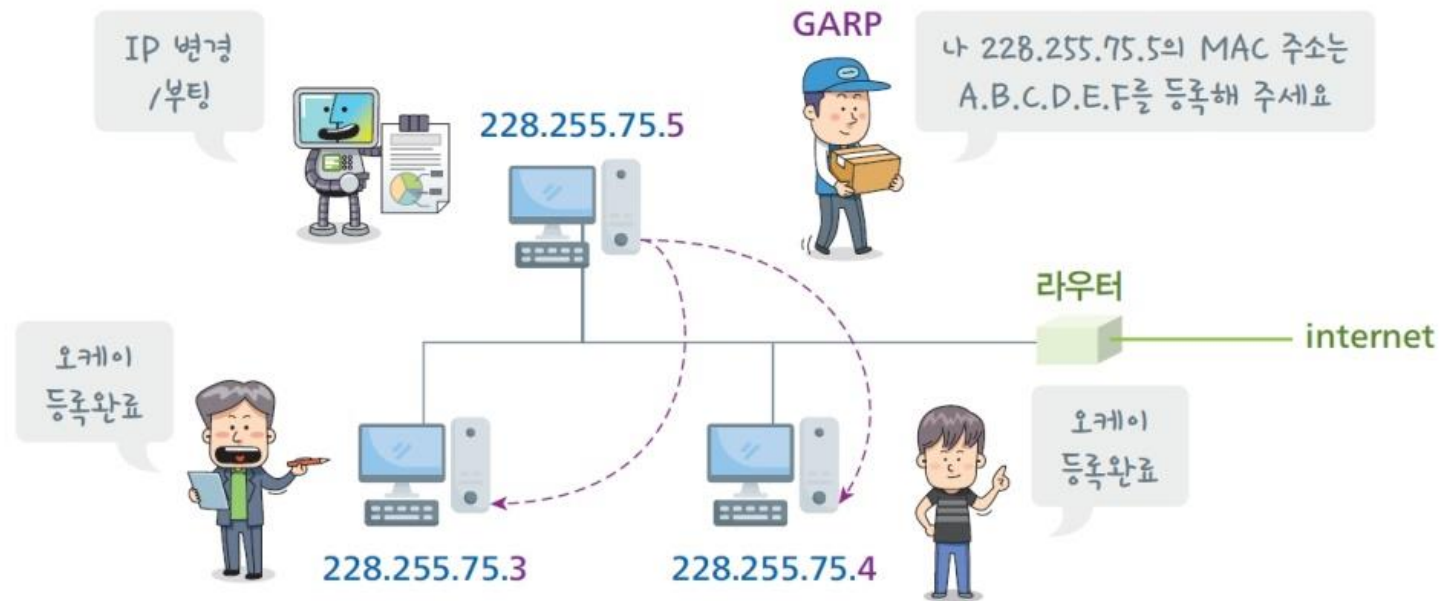 IP 변경
/부팅
GARP
나 228.255.75.5의 MAC 주소는
A.B.C.D.E.F를 등록해 주세요
228.255.75.5
라우터
internet
오케이
등록완료
오케이
등록완료
228.255.75.3
228.255.75.4